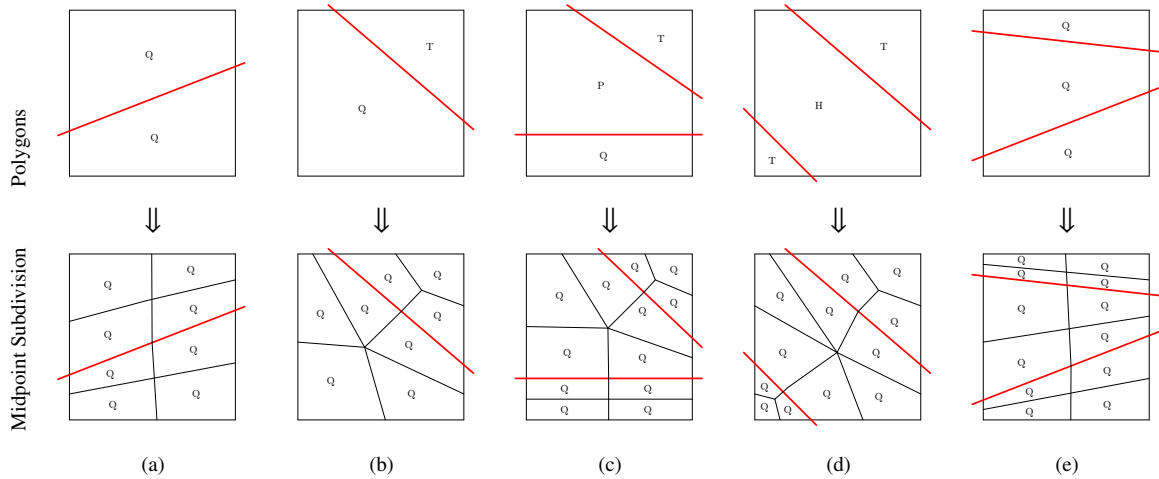 Polygons
Q
Q
T
Q
T
P
Q
T
H
T
Q
Q
Q
⇓ ⇓ ⇓ ⇓ ⇓
Midpoint Subdivision
Q Q
Q Q
Q Q
Q Q
Q Q
Q Q Q
Q
Q Q
Q Q
Q Q Q
Q Q
Q Q
Q Q
Q Q
Q Q Q
Q Q
Q Q Q
Q Q
Q Q
Q Q
Q Q
Q Q
Q Q
Q Q
(a) (b) (c) (d) (e)